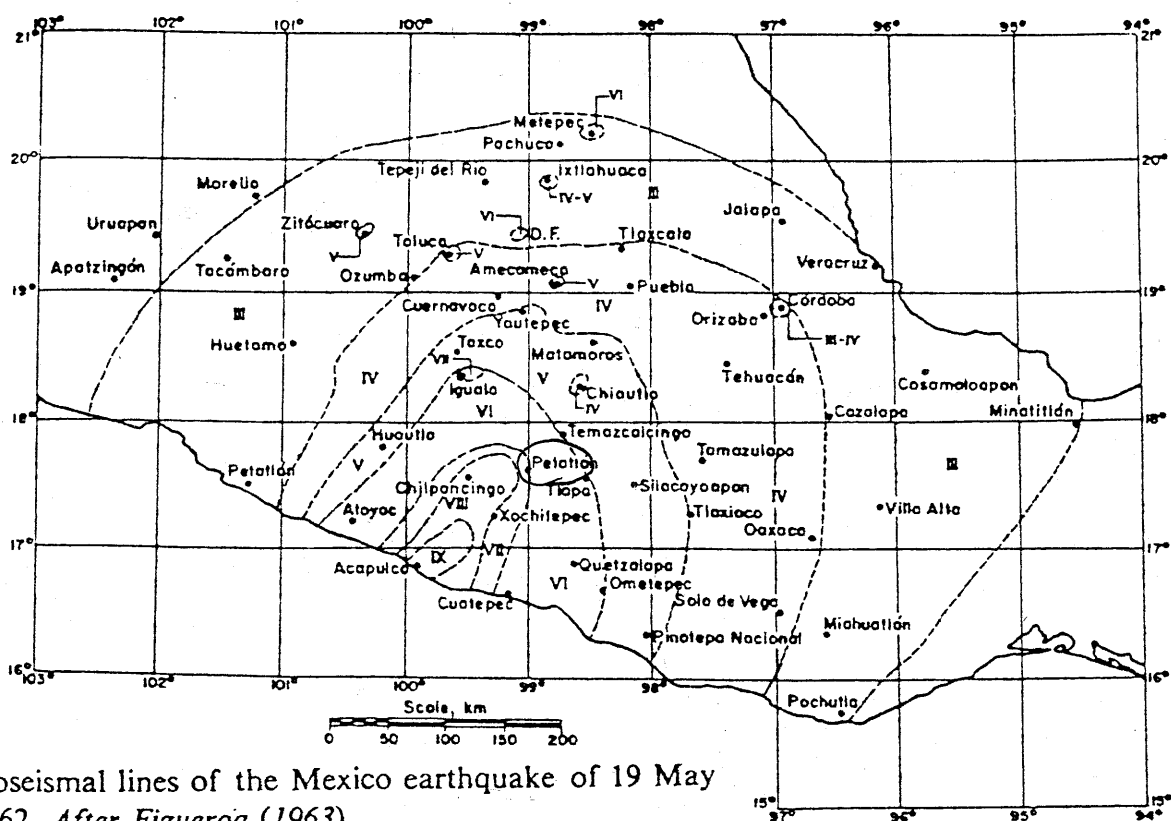 103° 102° 101° 100° 99° 98° 97° 96° 95° 94°
21° 21°
VI
Metepec
Pachuca
20° 20°
Tepeji del Rio Ixtlahuaca
Morelia IV-V III
Uruapan Zitácuaro VI Jalapa
D.F. Tlaxcala
Toluca V
V
Apatzingán Tacámbaro Ozumba Amecameca V Puebla Veracruz
19° 19°
Cuernavaca IV Córdoba
III Yautepec Orizaba
III-IV
Huetamo Taxco
VII Matamoros
IV V Tehuacán Cosamaloapan
Iguala Chiautla
VI IV Cazalapa Minatitlán
18° 18°
Huautla Temazcalcingo
V Petatlán Tamazulapa
Petatlán III
Chilpancingo Tlapa Silacayoapan IV
VIII
Atoyac Xochitepec Tlaxiaco Villa Alta
Oaxaca
17° 17°
IX VII
Acapulco Quetzalapa
VI Ometepec
Cuatepec Sola de Vega
Pinotepa Nacional Miahuatlán
16° 16°
103° 102° 101° 100° 99° 98°
Pochutla
Scale, km
0 50 100 150 200
oseismal lines of the Mexico earthquake of 19 May
62. After Figueroa (1963)
15° 15°
97° 96° 95° 94°